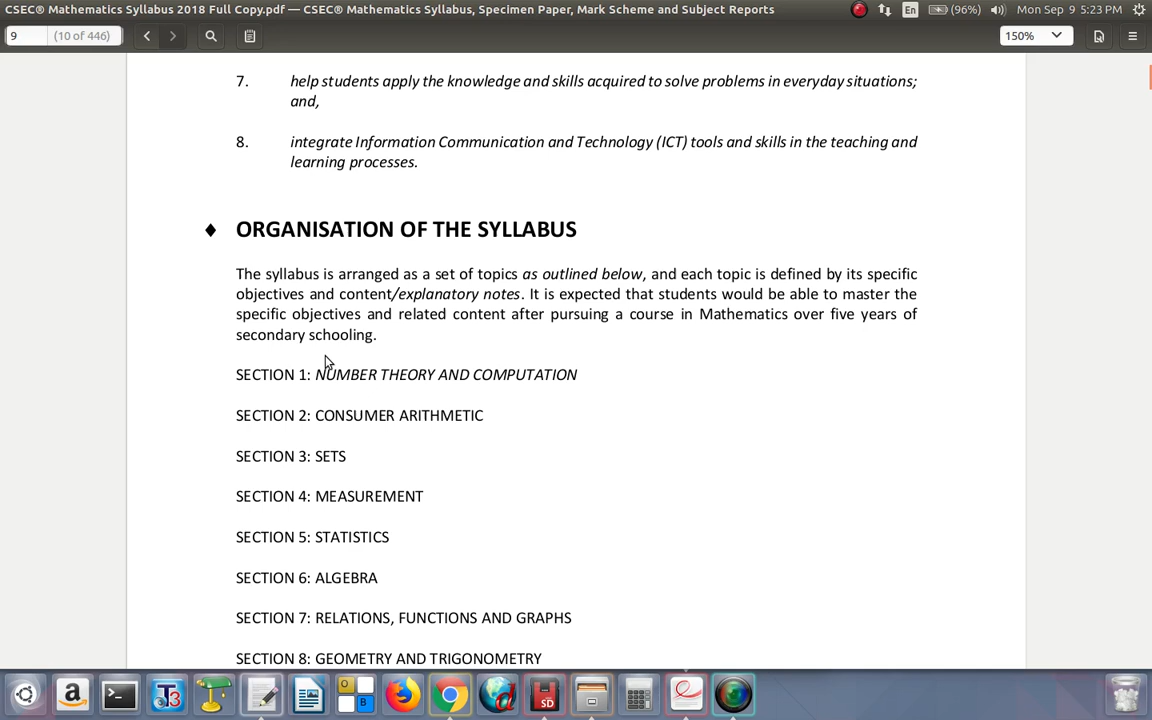 CSEC® Mathematics Syllabus 2018 Full Copy.pdf — CSEC® Mathematics Syllabus, Specimen Paper, Mark Scheme and Subject Reports
En (96%) Mon Sep 9 5:23 PM
9 (10 of 446) 150%
7. help students apply the knowledge and skills acquired to solve problems in everyday situations;
and,
8. integrate Information Communication and Technology (ICT) tools and skills in the teaching and
learning processes.
♦ ORGANISATION OF THE SYLLABUS
The syllabus is arranged as a set of topics as outlined below, and each topic is defined by its specific
objectives and content/explanatory notes. It is expected that students would be able to master the
specific objectives and related content after pursuing a course in Mathematics over five years of
secondary schooling.
SECTION 1: NUMBER THEORY AND COMPUTATION
SECTION 2: CONSUMER ARITHMETIC
SECTION 3: SETS
SECTION 4: MEASUREMENT
SECTION 5: STATISTICS
SECTION 6: ALGEBRA
SECTION 7: RELATIONS, FUNCTIONS AND GRAPHS
SECTION 8: GEOMETRY AND TRIGONOMETRY
a T3 O B d SD